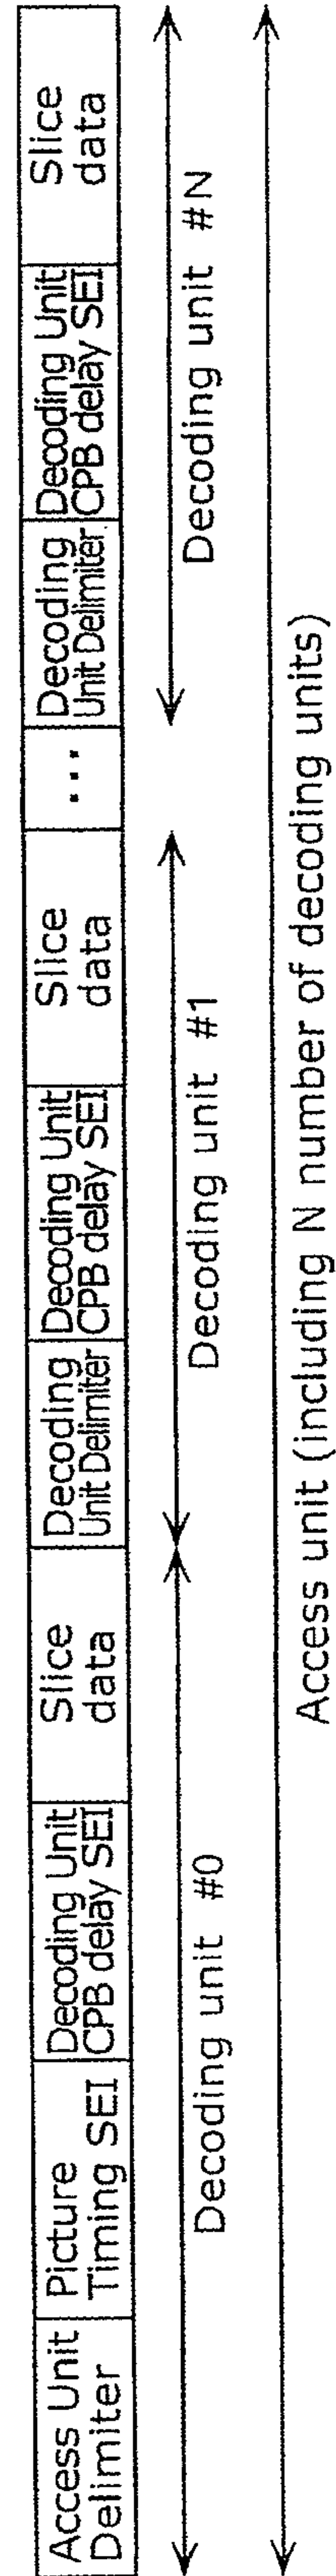 Access Unit
Delimiter
Picture
Timing SEI
Decoding Unit
CPB delay SEI
Slice
data
Decoding
Unit Delimiter
Decoding Unit
CPB delay SEI
Slice
data
...
Decoding
Unit Delimiter
Decoding Unit
CPB delay SEI
Slice
data
Decoding unit #0
Decoding unit #1
Decoding unit #N
Access unit (including N number of decoding units)